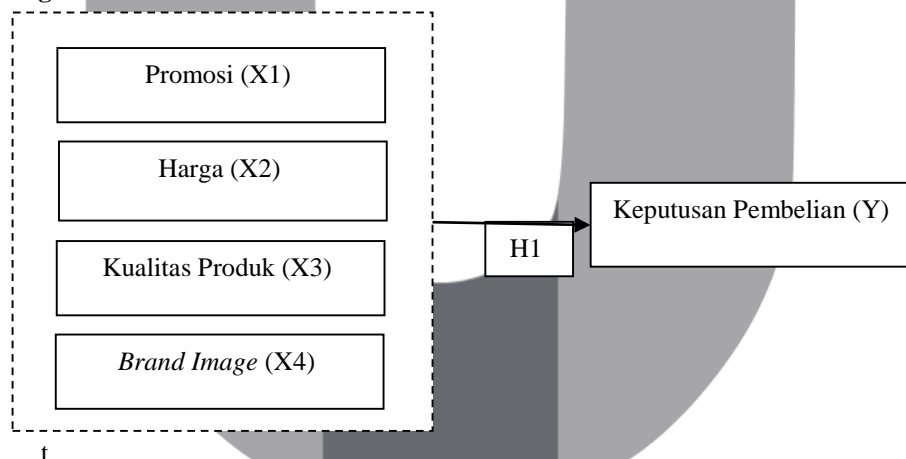 Promosi (X1)
Harga (X2)
Keputusan Pembelian (Y)
H1
Kualitas Produk (X3)
Brand Image (X4)
t